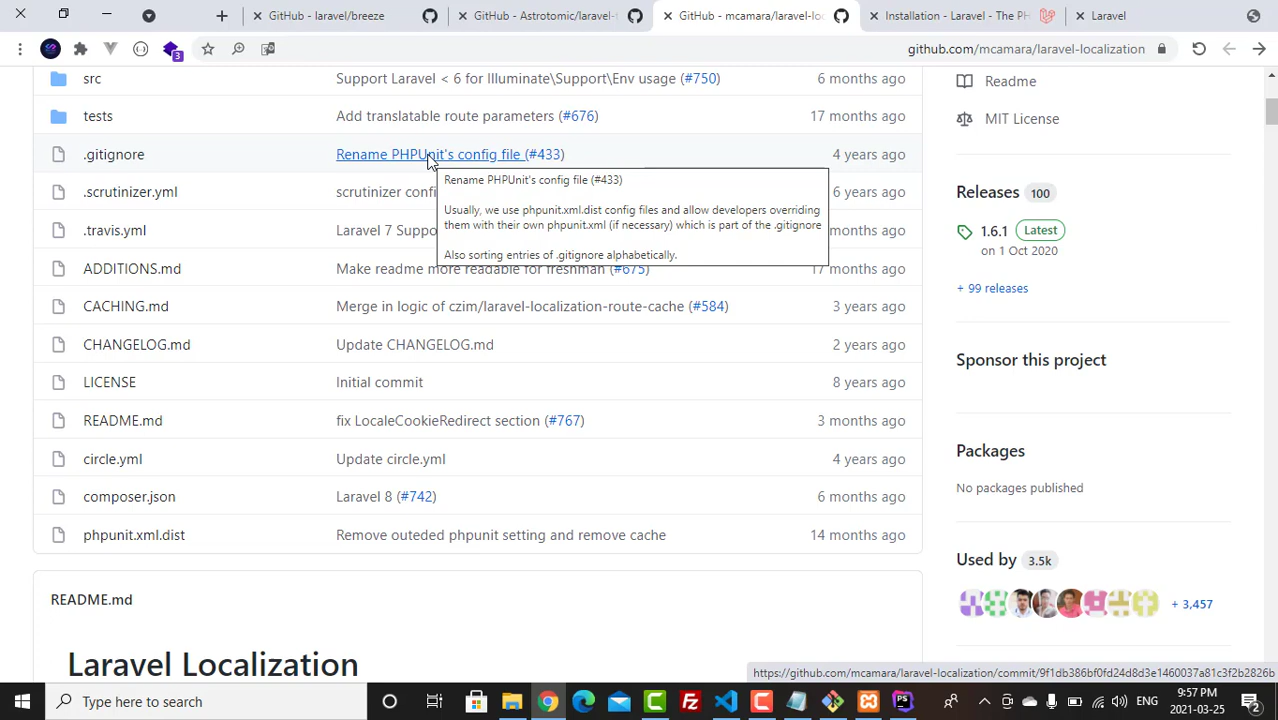 GitHub - laravel/breeze
GitHub - Astrotomic/laravel-t
GitHub - mcamara/laravel-loc
Installation - Laravel - The PH
Laravel
3
github.com/mcamara/laravel-localization
src
Support Laravel < 6 for Illuminate\Support\Env usage (#750)
6 months ago
tests
Add translatable route parameters (#676)
17 months ago
.gitignore
Rename PHPUnit's config file (#433)
4 years ago
Rename PHPUnit's config file (#433)
Usually, we use phpunit.xml.dist config files and allow developers overriding
them with their own phpunit.xml (if necessary) which is part of the .gitignore
Also sorting entries of .gitignore alphabetically.
.scrutinizer.yml
scrutinizer confi
6 years ago
.travis.yml
Laravel 7 Suppo
ADDITIONS.md
Make readme more readable for freshman (#675)
17 months ago
CACHING.md
Merge in logic of czim/laravel-localization-route-cache (#584)
3 years ago
CHANGELOG.md
Update CHANGELOG.md
2 years ago
LICENSE
Initial commit
8 years ago
README.md
fix LocaleCookieRedirect section (#767)
3 months ago
circle.yml
Update circle.yml
4 years ago
composer.json
Laravel 8 (#742)
6 months ago
phpunit.xml.dist
Remove outeded phpunit setting and remove cache
14 months ago
README.md
Laravel Localization
Readme
MIT License
Releases 100
1.6.1 Latest
on 1 Oct 2020
+ 99 releases
Sponsor this project
Packages
No packages published
Used by 3.5k
+ 3,457
https://github.com/mcamara/laravel-localization/commit/9f1db386bf0fd24d8d3e1460037a81c3f2b2826b
Type here to search
ENG
9:57 PM
2021-03-25
2